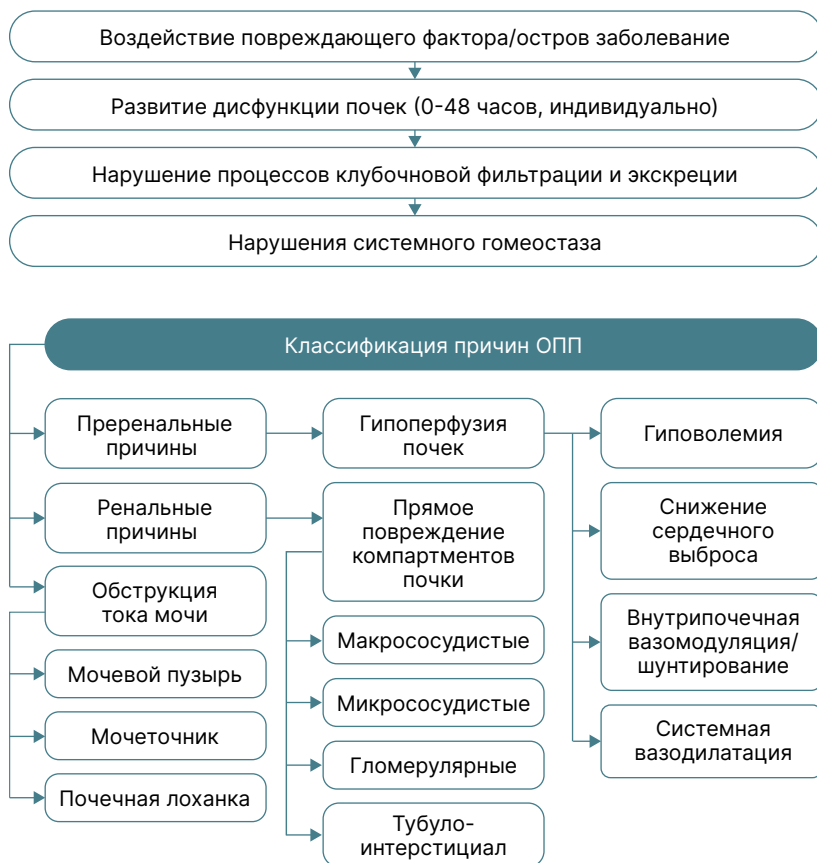 Воздействие повреждающего фактора/остров заболевание
Развитие дисфункции почек (0-48 часов, индивидуально)
Нарушение процессов клубочновой фильтрации и экскреции
Нарушения системного гомеостаза
Классификация причин ОПП
Преренальные
причины
Гипоперфузия
почек
Гиповолемия
Ренальные
причины
Прямое
повреждение
компартментов
почки
Снижение
сердечного
выброса
Обструкция
тока мочи
Макрососудистые
Внутрипочечная
вазомодуляция/
шунтирование
Мочевой пузырь
Микрососудистые
Мочеточник
Системная
вазодилатация
Гломерулярные
Почечная лоханка
Тубуло-
интерстициал